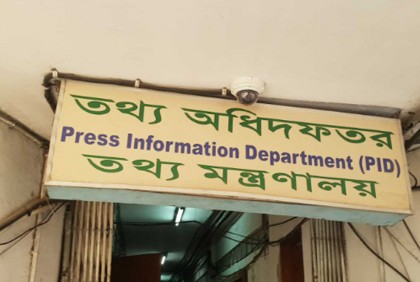 তথ্য অধিদফতর
Press Information Department (PID)
তথ্য মন্ত্রণালয়